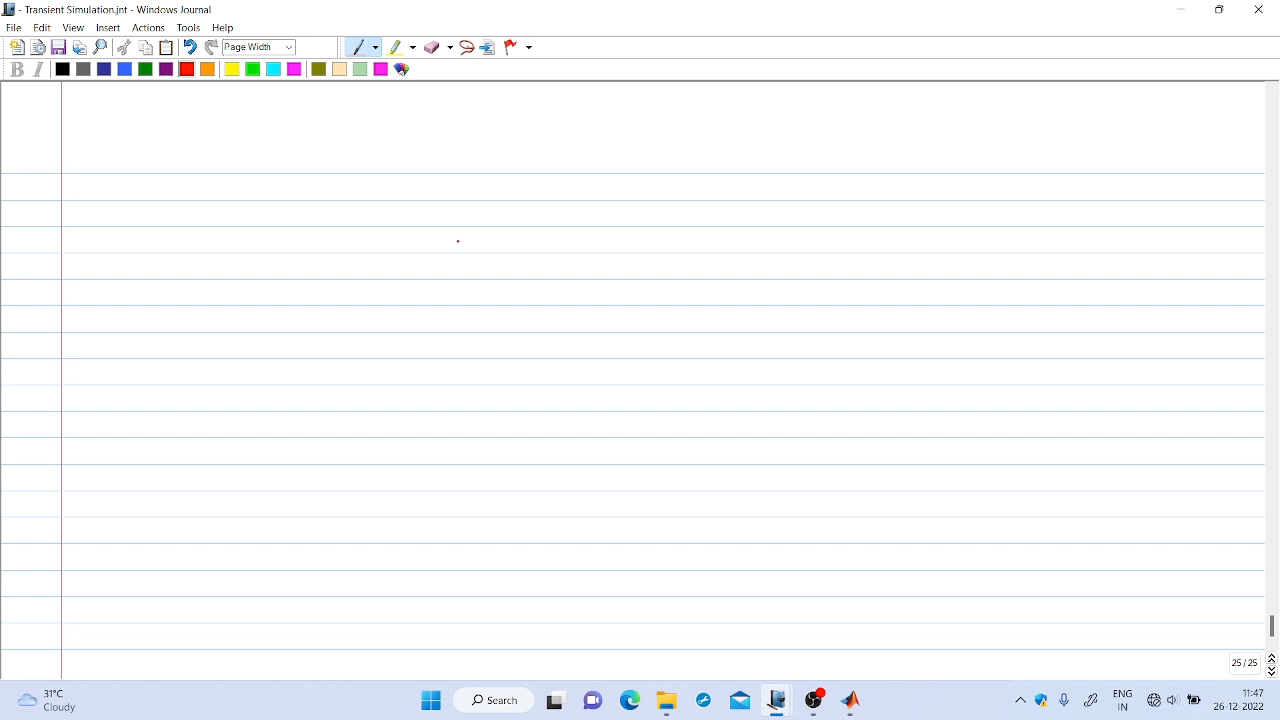 - Transient Simulation.jnt - Windows Journal
File Edit View Insert Actions Tools Help
Page Width
B I
25/25
31°C
Cloudy
Search
ENG
IN
11:47
26-12-2022